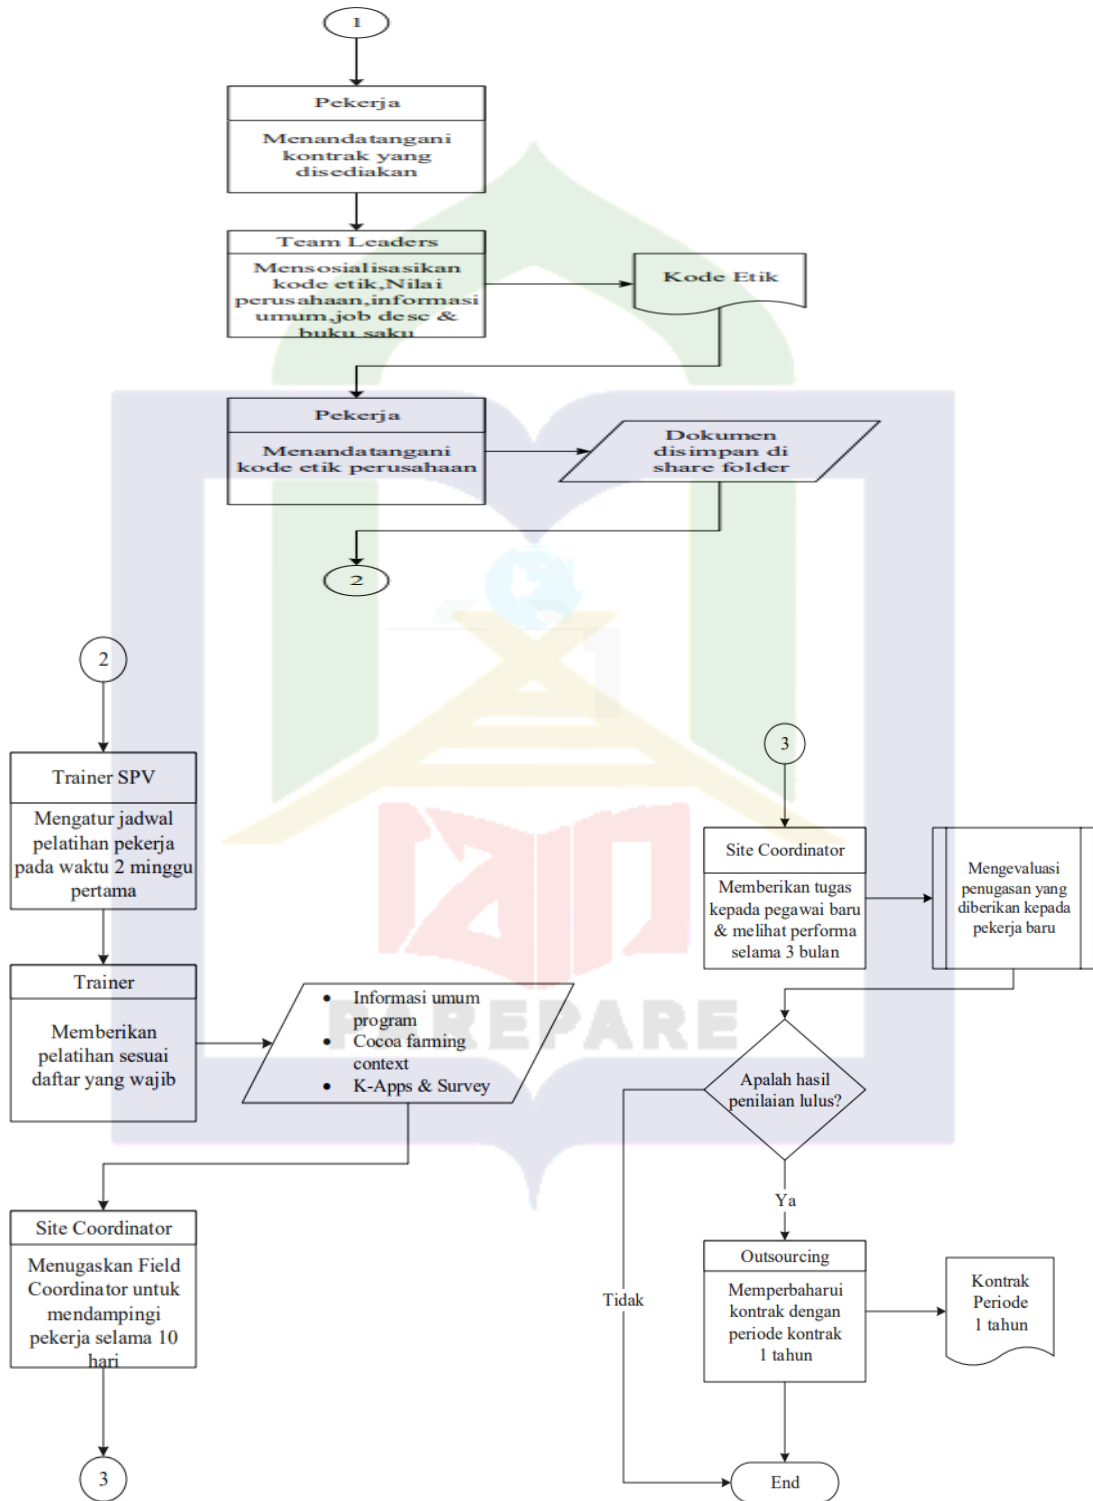 1
Pekerja
Menandatangani
kontrak yang
disediakan
Team Leaders
Mensosialisasikan
kode etik,Nilai
perusahaan,informasi
umum,job desc &
buku saku
Kode Etik
Pekerja
Menandatangani
kode etik perusahaan
Dokumen
disimpan di
share folder
2
2
Trainer SPV
Mengatur jadwal
pelatihan pekerja
pada waktu 2 minggu
pertama
Trainer
Memberikan
pelatihan sesuai
daftar yang wajib
• Informasi umum
program
• Cocoa farming
context
• K-Apps & Survey
Site Coordinator
Menugaskan Field
Coordinator untuk
mendampingi
pekerja selama 10
hari
3
3
Site Coordinator
Memberikan tugas
kepada pegawai baru
& melihat performa
selama 3 bulan
Mengevaluasi
penugasan yang
diberikan kepada
pekerja baru
Apalah hasil
penilaian lulus?
Ya
Tidak
Outsourcing
Memperbaharui
kontrak dengan
periode kontrak
1 tahun
Kontrak
Periode
1 tahun
End
PAREPARE